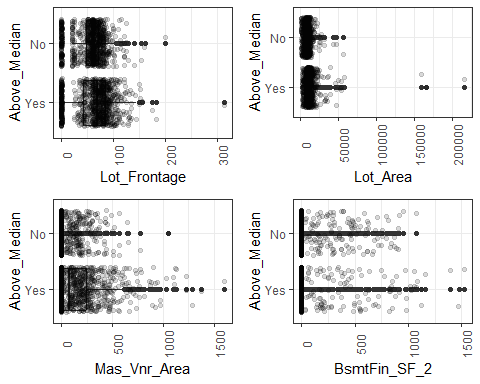 Above_Median
No
Yes
0
100
200
300
Lot_Frontage
Above_Median
No
Yes
0
50000
100000
150000
200000
Lot_Area
Above_Median
No
Yes
0
500
1000
1500
Mas_Vnr_Area
Above_Median
No
Yes
0
500
1000
1500
BsmtFin_SF_2